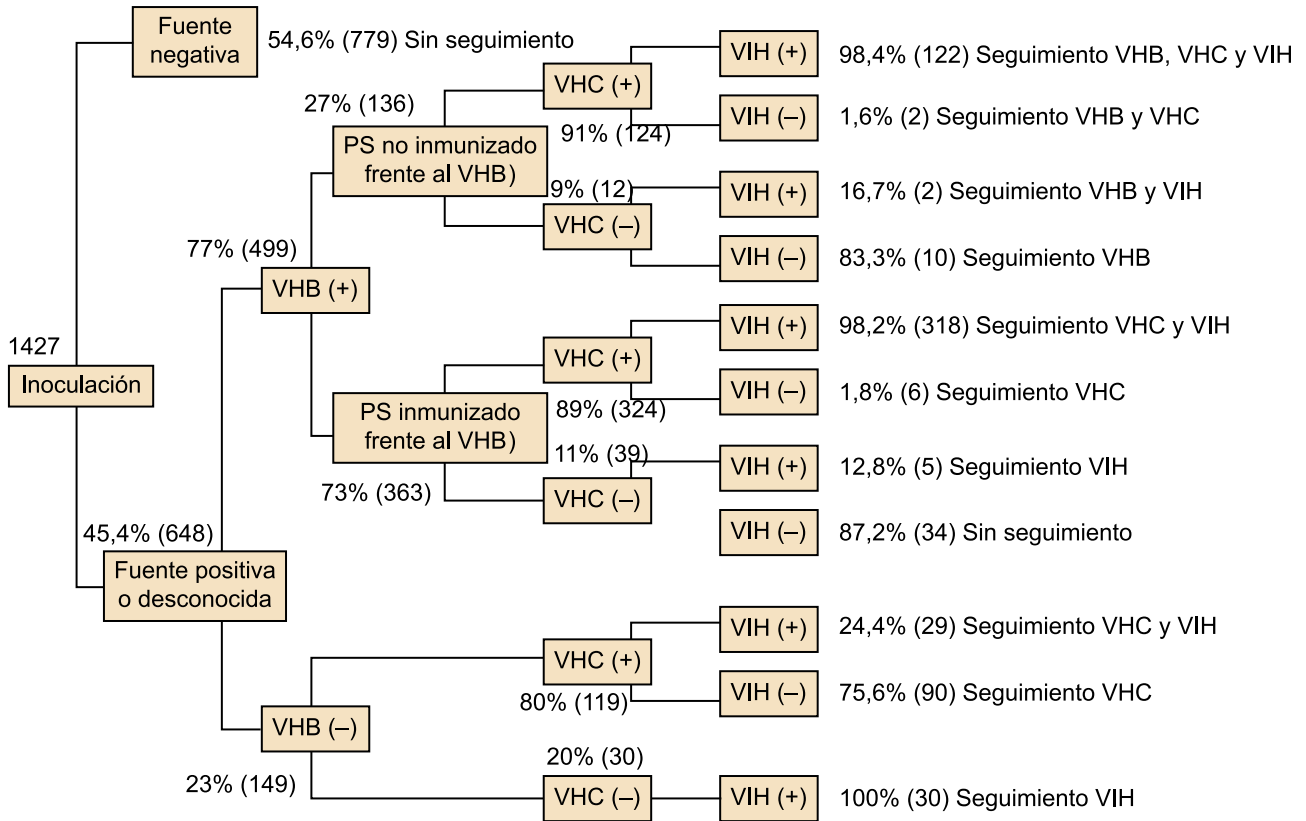 Fuente
negativa
54,6% (779) Sin seguimiento
VIH (+)
98,4% (122) Seguimiento VHB, VHC y VIH
VHC (+)
27% (136)
VIH (–)
1,6% (2) Seguimiento VHB y VHC
91% (124)
PS no inmunizado
frente al VHB)
9% (12)
VIH (+)
16,7% (2) Seguimiento VHB y VIH
VHC (–)
77% (499)
VIH (–)
83,3% (10) Seguimiento VHB
VHB (+)
VIH (+)
98,2% (318) Seguimiento VHC y VIH
1427
VHC (+)
Inoculación
VIH (–)
1,8% (6) Seguimiento VHC
PS inmunizado
frente al VHB)
89% (324)
11% (39)
VIH (+)
12,8% (5) Seguimiento VIH
73% (363)
VHC (–)
45,4% (648)
VIH (–)
87,2% (34) Sin seguimiento
Fuente positiva
o desconocida
VIH (+)
24,4% (29) Seguimiento VHC y VIH
VHC (+)
80% (119)
VIH (–)
75,6% (90) Seguimiento VHC
VHB (–)
23% (149)
20% (30)
VHC (–)
VIH (+)
100% (30) Seguimiento VIH